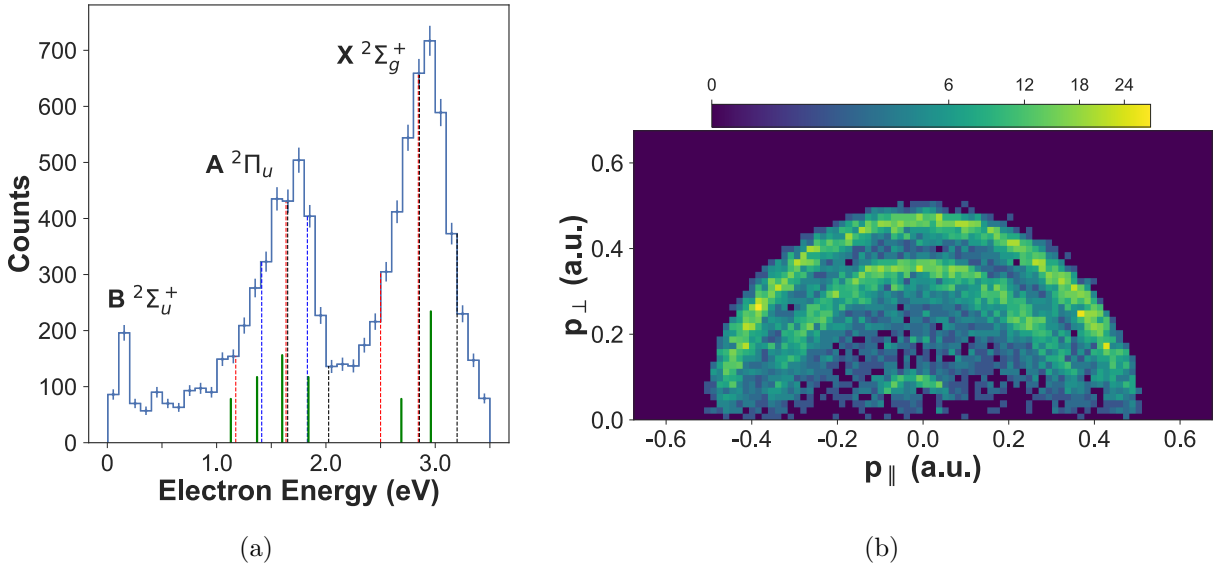 700
600
500
400
300
200
100
0
Counts
X ²Σg⁺
A ²Πu
B ²Σu⁺
0 1.0 2.0 3.0
Electron Energy (eV)
(a)
0 6 12 18 24
0.6
0.4
0.2
0.0
p⊥ (a.u.)
-0.6 -0.4 -0.2 0.0 0.2 0.4 0.6
p∥ (a.u.)
(b)